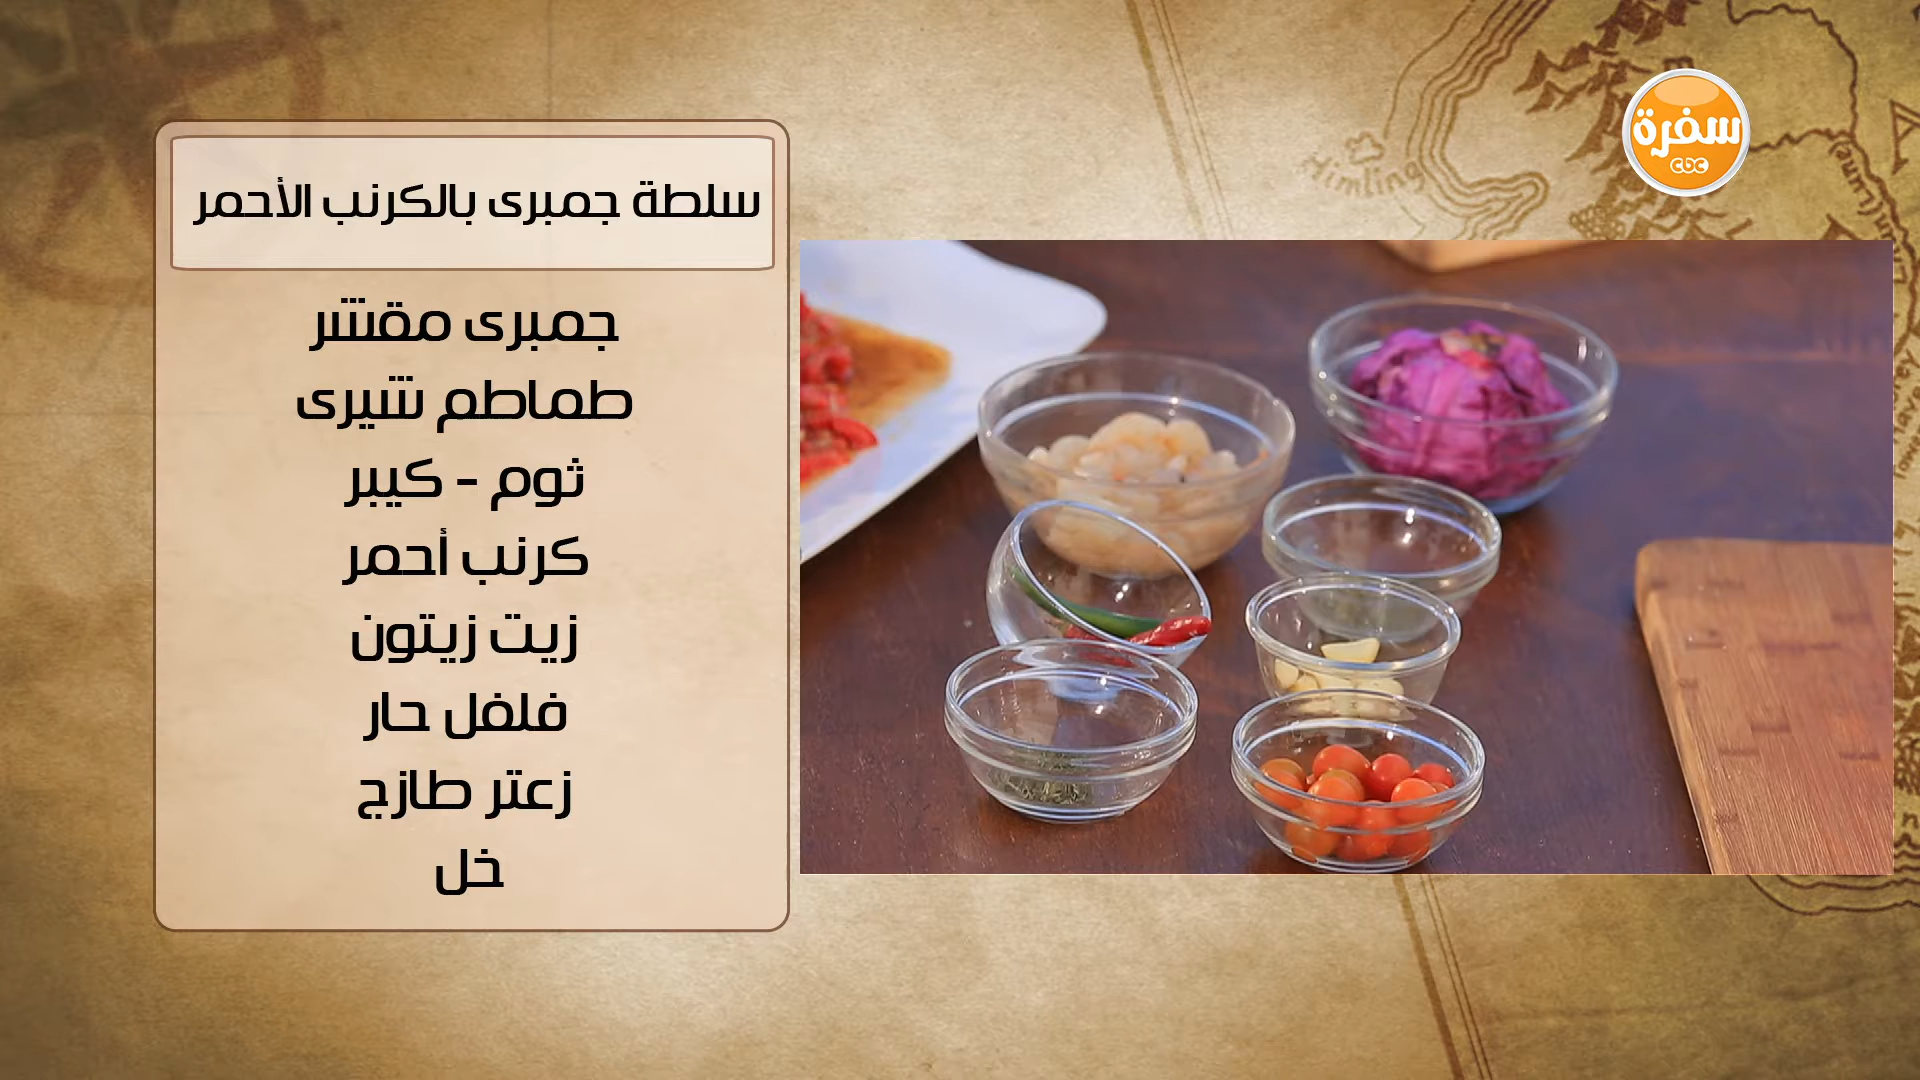 سلطة جمبرى بالكرنب الأحمر
جمبرى مقشر
طماطم شيرى
ثوم - كيبر
كرنب أحمر
زيت زيتون
فلفل حار
زعتر طازج
خل
سفرة
cbc
Himling